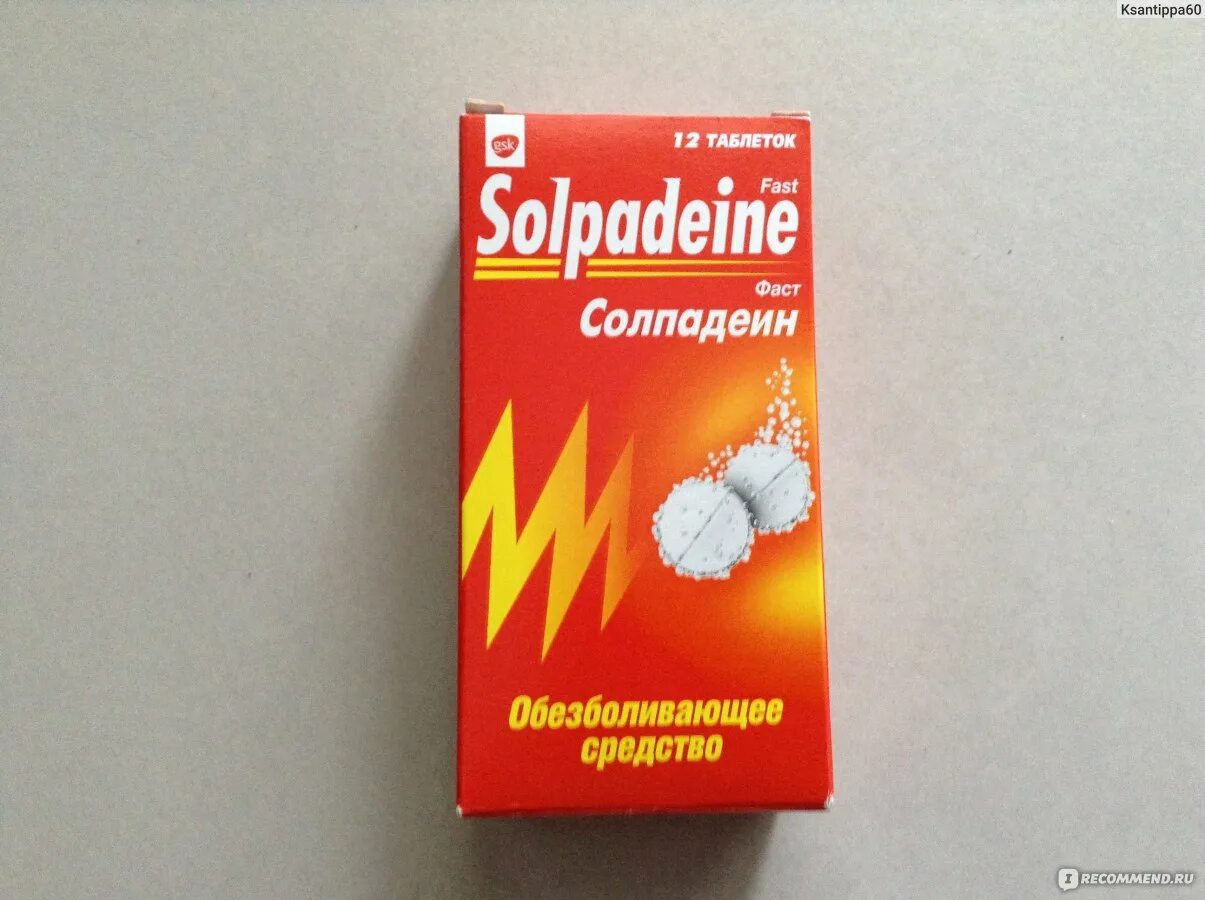 Ksantippa60
gsk
12 ТАБЛЕТОК
Fast
Solpadeine
Фаст
Солпадеин
Обезболивающее
средство
I RECOMMEND.RU